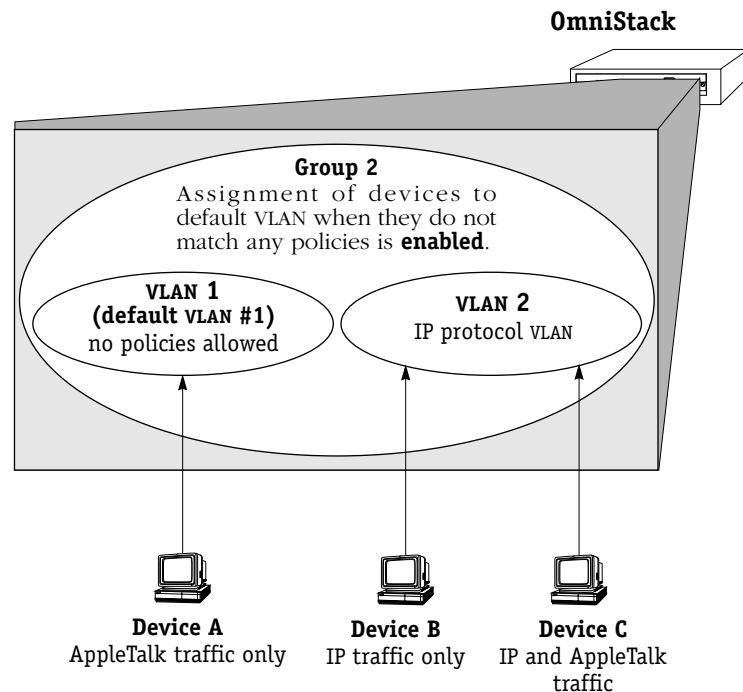 OmniStack
Group 2
Assignment of devices to
default VLAN when they do not
match any policies is enabled.
VLAN 1
(default VLAN #1)
no policies allowed
VLAN 2
IP protocol VLAN
Device A
AppleTalk traffic only
Device B
IP traffic only
Device C
IP and AppleTalk
traffic